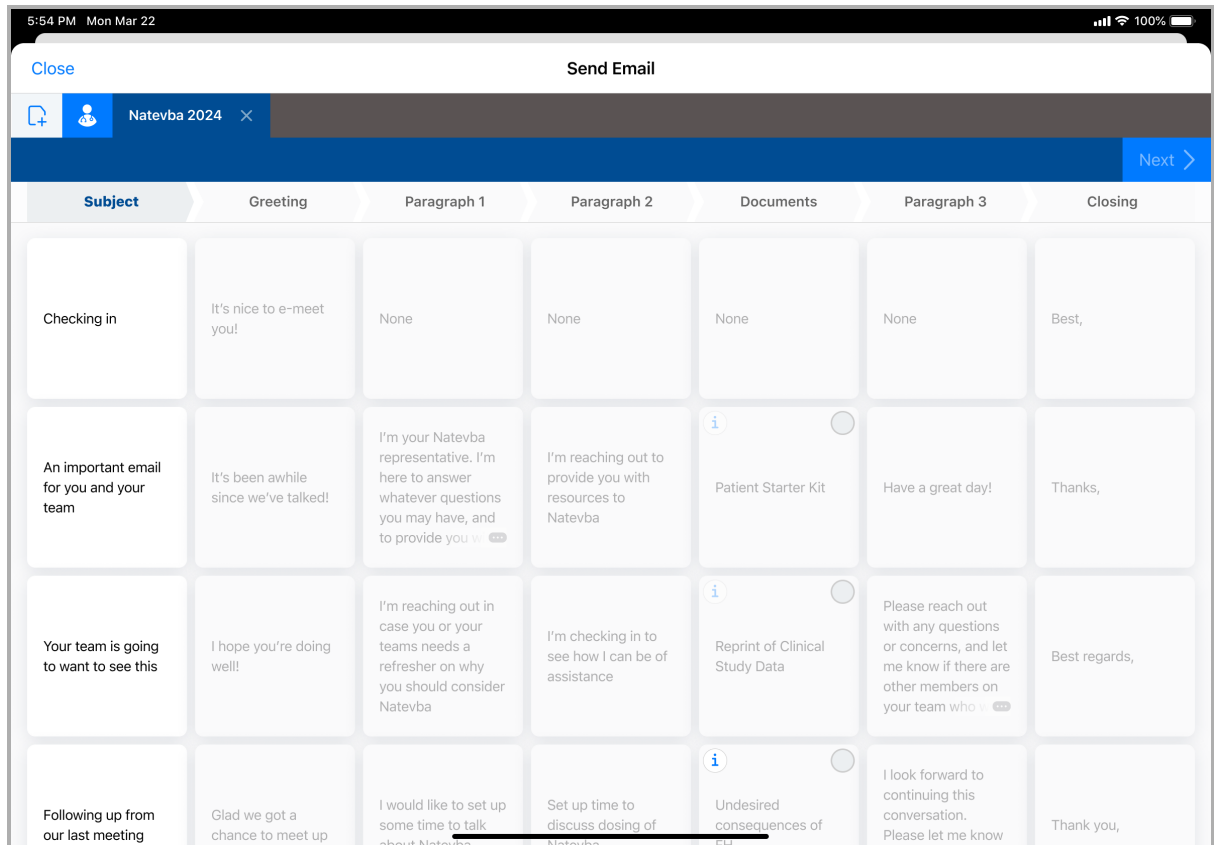 5:54 PM Mon Mar 22
100%
Close
Send Email
Natevba 2024
Next
Subject
Greeting
Paragraph 1
Paragraph 2
Documents
Paragraph 3
Closing
Checking in
It's nice to e-meet
you!
None
None
None
None
Best,
An important email
for you and your
team
It's been awhile
since we've talked!
I'm your Natevba
representative. I'm
here to answer
whatever questions
you may have, and
to provide you
I'm reaching out to
provide you with
resources to
Natevba
i
Patient Starter Kit
Have a great day!
Thanks,
Your team is going
to want to see this
I hope you're doing
well!
I'm reaching out in
case you or your
teams needs a
refresher on why
you should consider
Natevba
I'm checking in to
see how I can be of
assistance
i
Reprint of Clinical
Study Data
Please reach out
with any questions
or concerns, and let
me know if there are
other members on
your team who
Best regards,
Following up from
our last meeting
Glad we got a
chance to meet up
I would like to set up
some time to talk
about Natevba
Set up time to
discuss dosing of
Natevba
i
Undesired
consequences of
FH
I look forward to
continuing this
conversation.
Please let me know
Thank you,